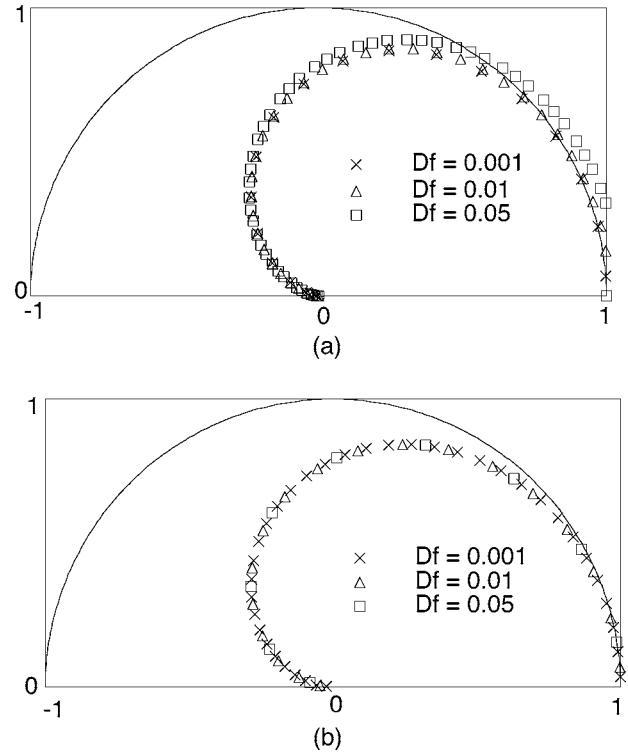 1
Df = 0.001
Df = 0.01
Df = 0.05
0
-1 0 1
(a)
1
Df = 0.001
Df = 0.01
Df = 0.05
0
-1 0 1
(b)